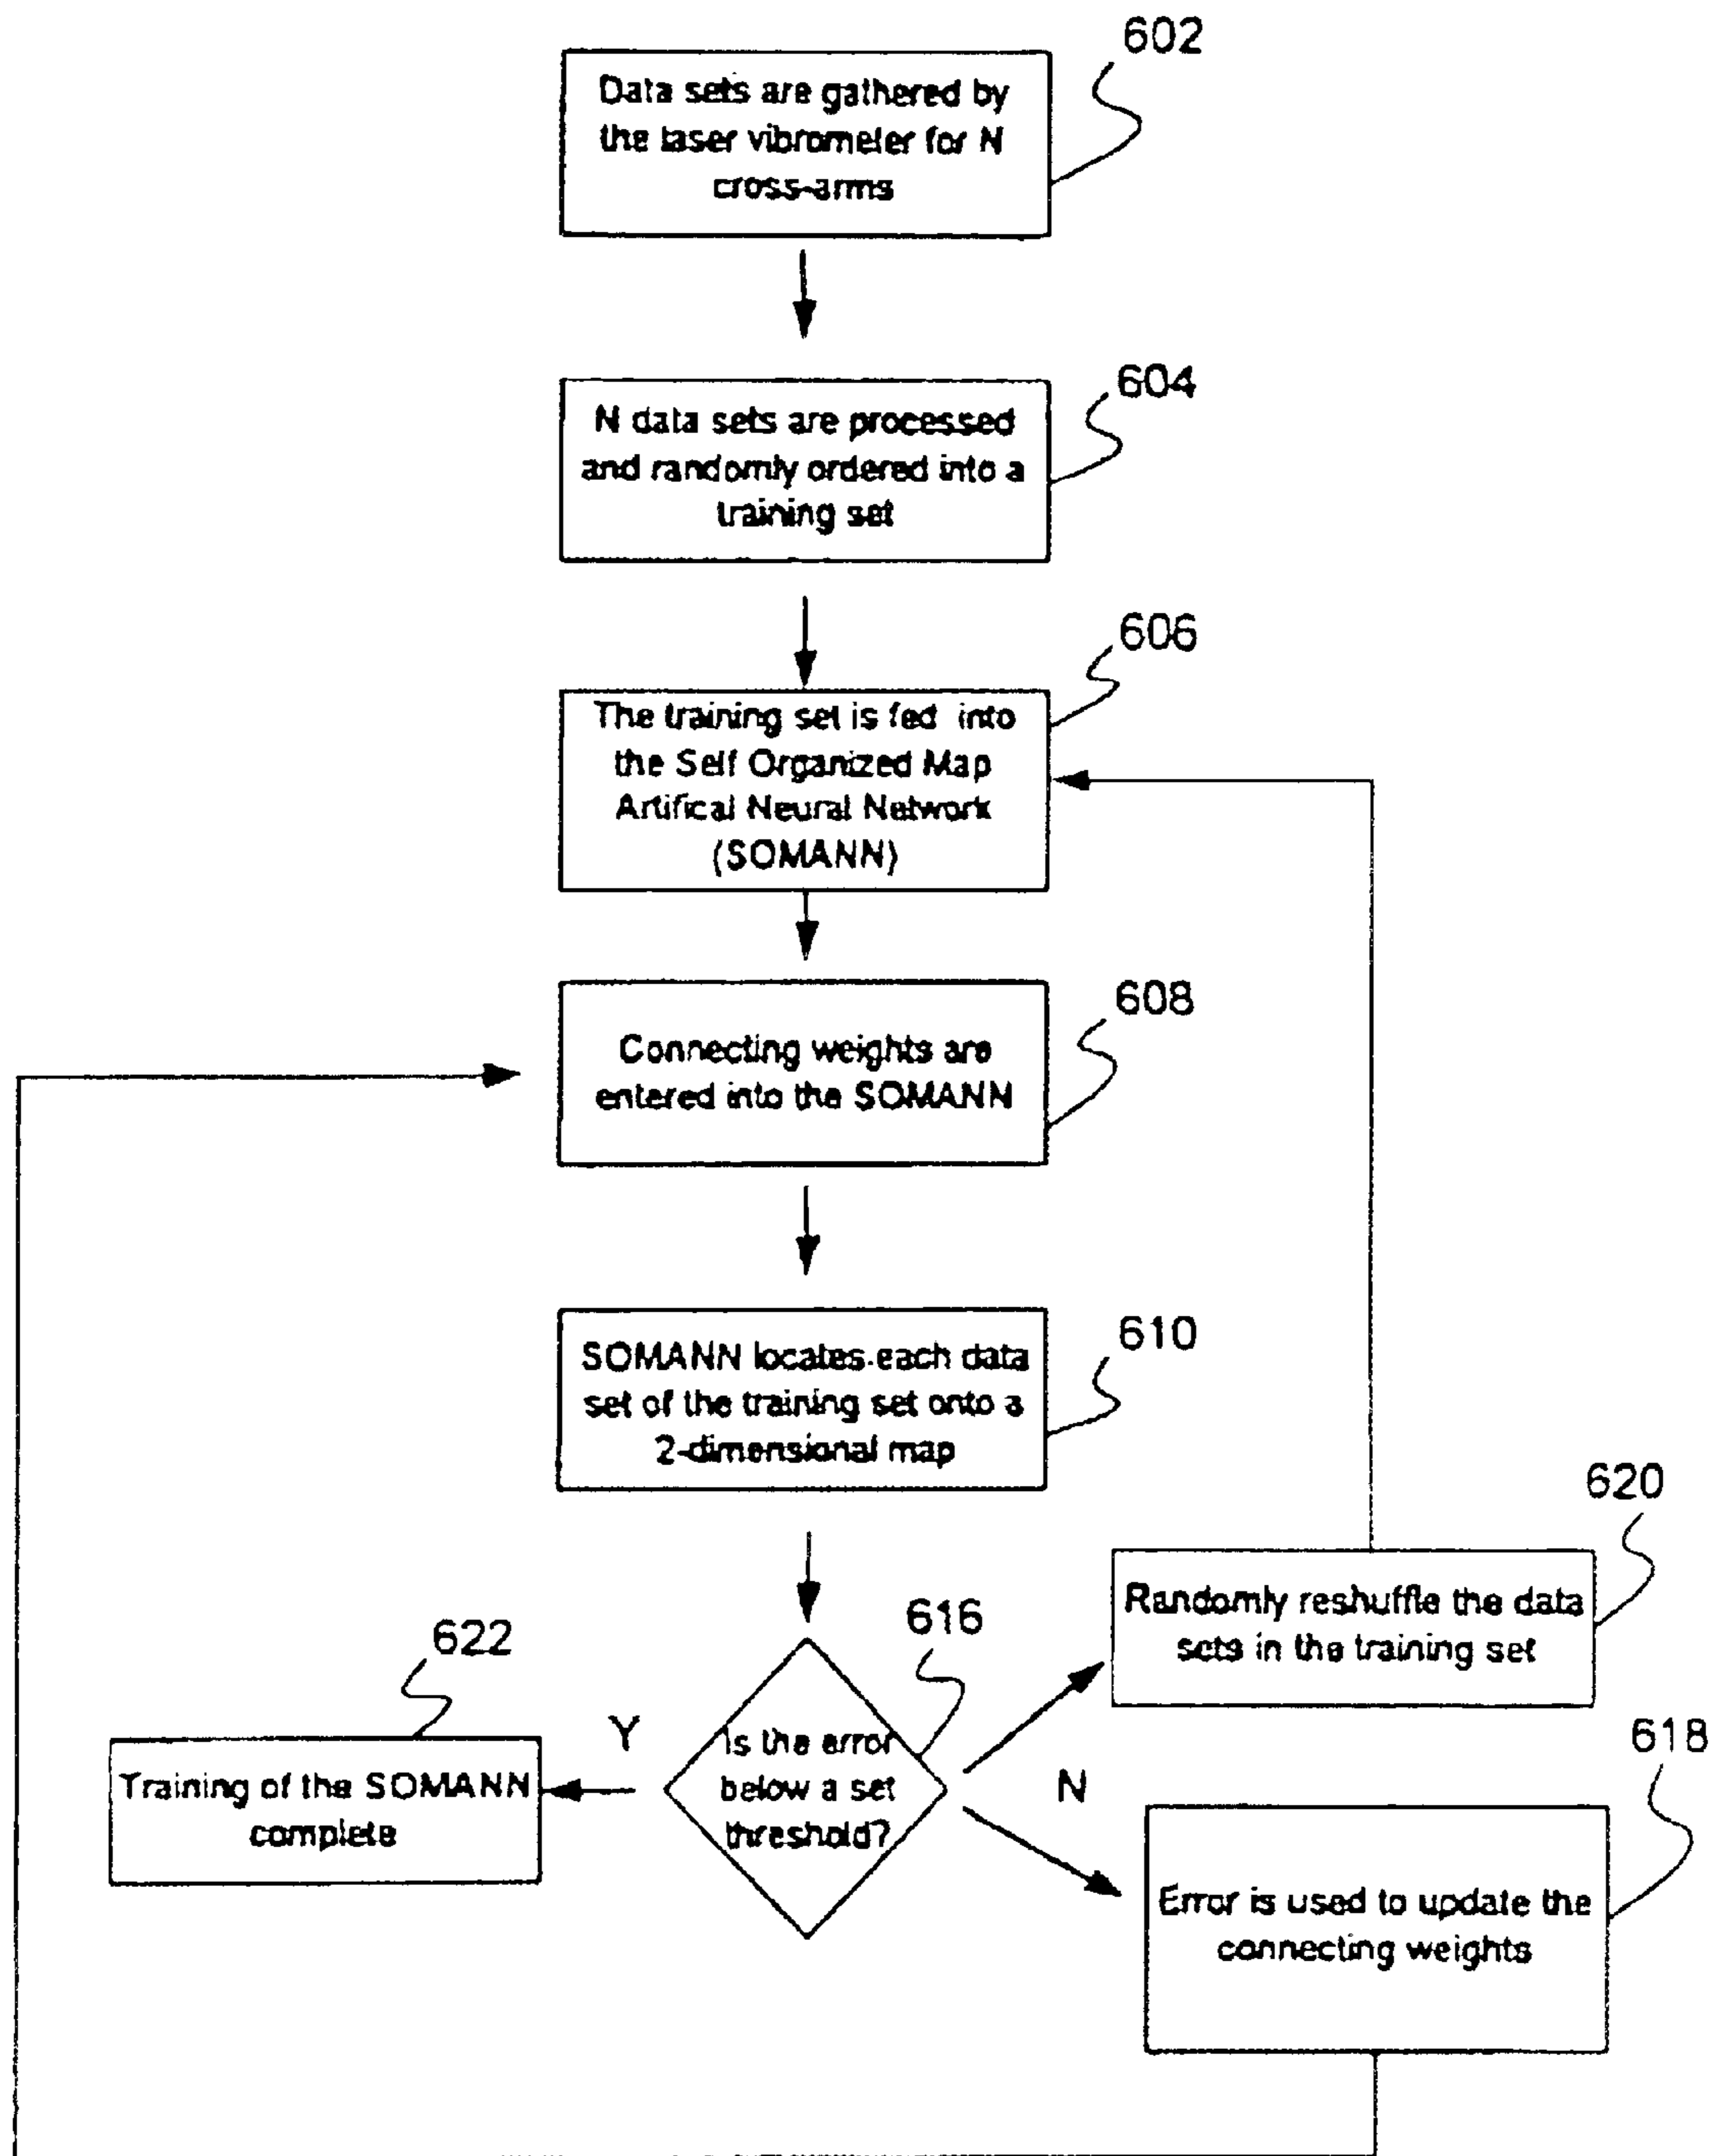 602
Data sets are gathered by
the laser vibrometer for N
cross-arms
604
N data sets are processed
and randomly ordered into a
training set
606
The training set is fed into
the Self Organized Map
Artifical Neural Network
(SOMANN)
608
Connecting weights are
entered into the SOMANN
610
SOMANN locates each data
set of the training set onto a
2-dimensional map
620
Randomly reshuffle the data
sets in the training set
616
Is the error
below a set
threshold?
Y
N
622
Training of the SOMANN
complete
618
Error is used to update the
connecting weights